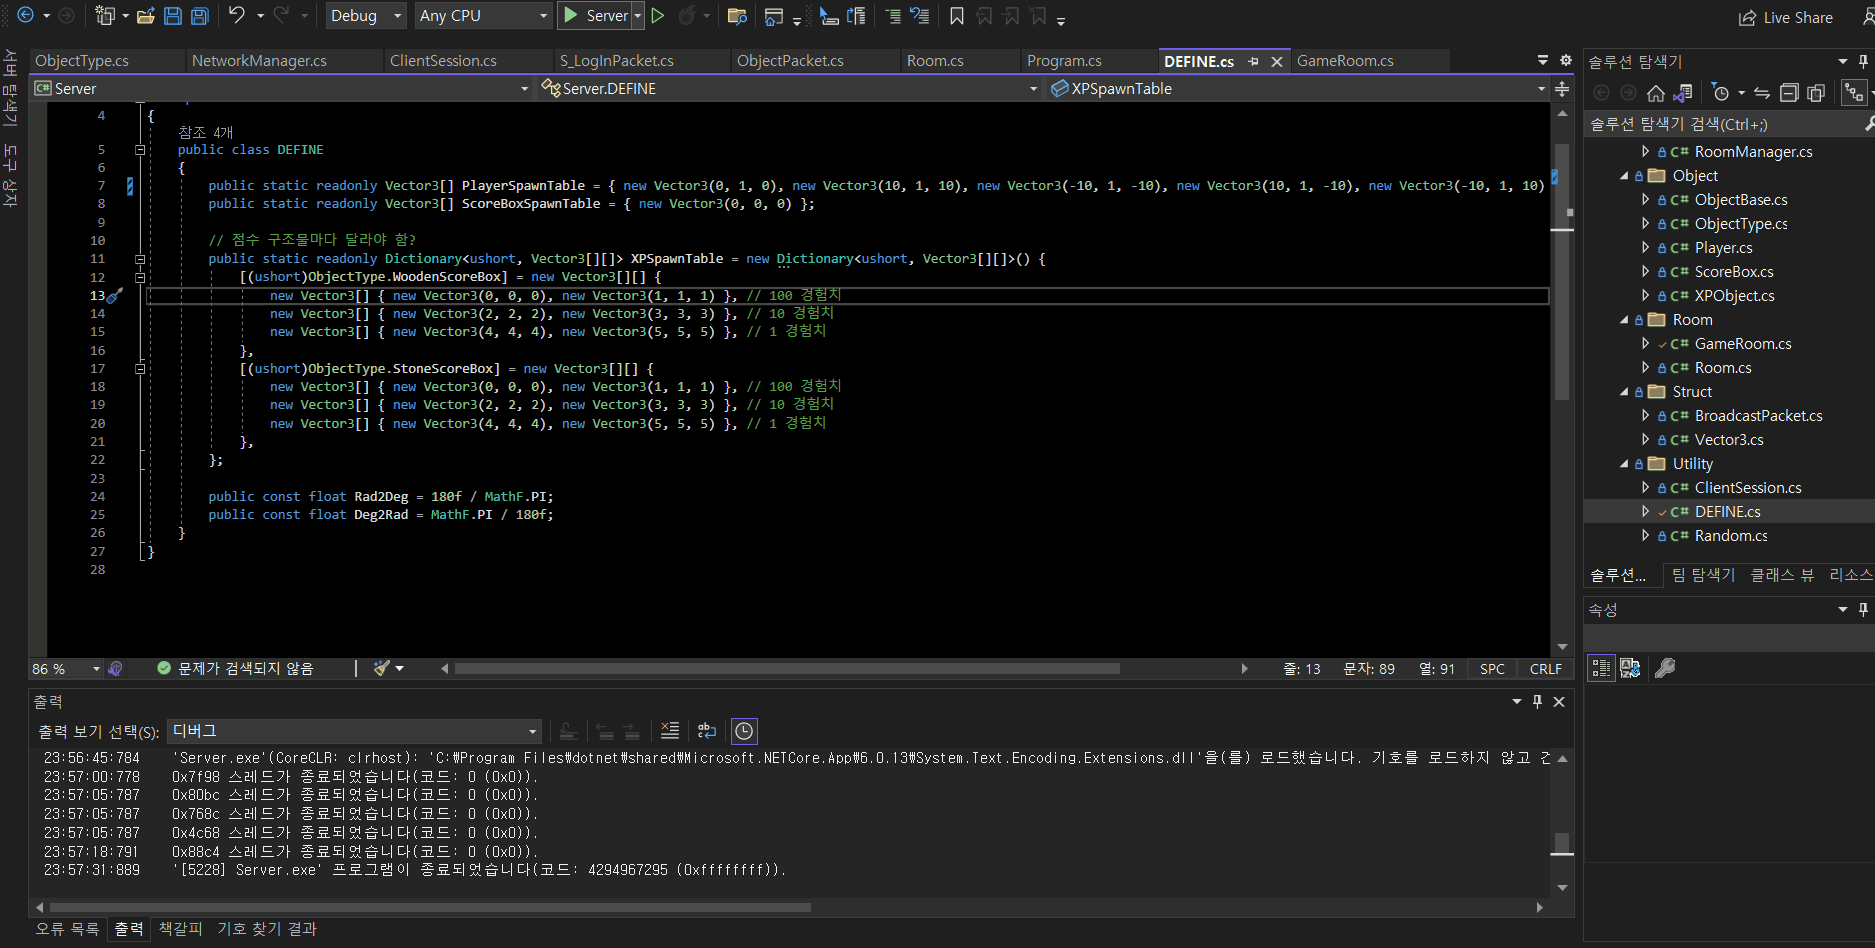 Debug Any CPU Server Live Share
ObjectType.cs NetworkManager.cs ClientSession.cs S_LogInPacket.cs ObjectPacket.cs Room.cs Program.cs DEFINE.cs GameRoom.cs
서버 탐색기
도구 상자
C# Server Server.DEFINE XPSpawnTable
4 {
참조 4개
5 public class DEFINE
6 {
7 public static readonly Vector3[] PlayerSpawnTable = { new Vector3(0, 1, 0), new Vector3(10, 1, 10), new Vector3(-10, 1, -10), new Vector3(10, 1, -10), new Vector3(-10, 1, 10)
8 public static readonly Vector3[] ScoreBoxSpawnTable = { new Vector3(0, 0, 0) };
9
10 // 점수 구조물마다 달라야 함?
11 public static readonly Dictionary<ushort, Vector3[][]> XPSpawnTable = new Dictionary<ushort, Vector3[][]>() {
12 [(ushort)ObjectType.WoodenScoreBox] = new Vector3[][] {
13 new Vector3[] { new Vector3(0, 0, 0), new Vector3(1, 1, 1) }, // 100 경험치
14 new Vector3[] { new Vector3(2, 2, 2), new Vector3(3, 3, 3) }, // 10 경험치
15 new Vector3[] { new Vector3(4, 4, 4), new Vector3(5, 5, 5) }, // 1 경험치
16 },
17 [(ushort)ObjectType.StoneScoreBox] = new Vector3[][] {
18 new Vector3[] { new Vector3(0, 0, 0), new Vector3(1, 1, 1) }, // 100 경험치
19 new Vector3[] { new Vector3(2, 2, 2), new Vector3(3, 3, 3) }, // 10 경험치
20 new Vector3[] { new Vector3(4, 4, 4), new Vector3(5, 5, 5) }, // 1 경험치
21 },
22 };
23
24 public const float Rad2Deg = 180f / MathF.PI;
25 public const float Deg2Rad = MathF.PI / 180f;
26 }
27 }
28
86 % 문제가 검색되지 않음 줄: 13 문자: 89 열: 91 SPC CRLF
출력
출력 보기 선택(S): 디버그
23:56:45:784 'Server.exe'(CoreCLR: clrhost): 'C:₩Program Files₩dotnet₩shared₩Microsoft.NETCore.App₩6.0.13₩System.Text.Encoding.Extensions.dll'을(를) 로드했습니다. 기호를 로드하지 않고
23:57:00:778 0x7f98 스레드가 종료되었습니다(코드: 0 (0x0)).
23:57:05:787 0x80bc 스레드가 종료되었습니다(코드: 0 (0x0)).
23:57:05:787 0x768c 스레드가 종료되었습니다(코드: 0 (0x0)).
23:57:05:787 0x4c68 스레드가 종료되었습니다(코드: 0 (0x0)).
23:57:18:791 0x88c4 스레드가 종료되었습니다(코드: 0 (0x0)).
23:57:31:889 '[5228] Server.exe' 프로그램이 종료되었습니다(코드: 4294967295 (0xffffffff)).
오류 목록 출력 책갈피 기호 찾기 결과
솔루션 탐색기
솔루션 탐색기 검색(Ctrl+;)
C# RoomManager.cs
Object
C# ObjectBase.cs
C# ObjectType.cs
C# Player.cs
C# ScoreBox.cs
C# XPObject.cs
Room
C# GameRoom.cs
C# Room.cs
Struct
C# BroadcastPacket.cs
C# Vector3.cs
Utility
C# ClientSession.cs
C# DEFINE.cs
C# Random.cs
솔루션... 팀 탐색기 클래스 뷰 리소스
속성